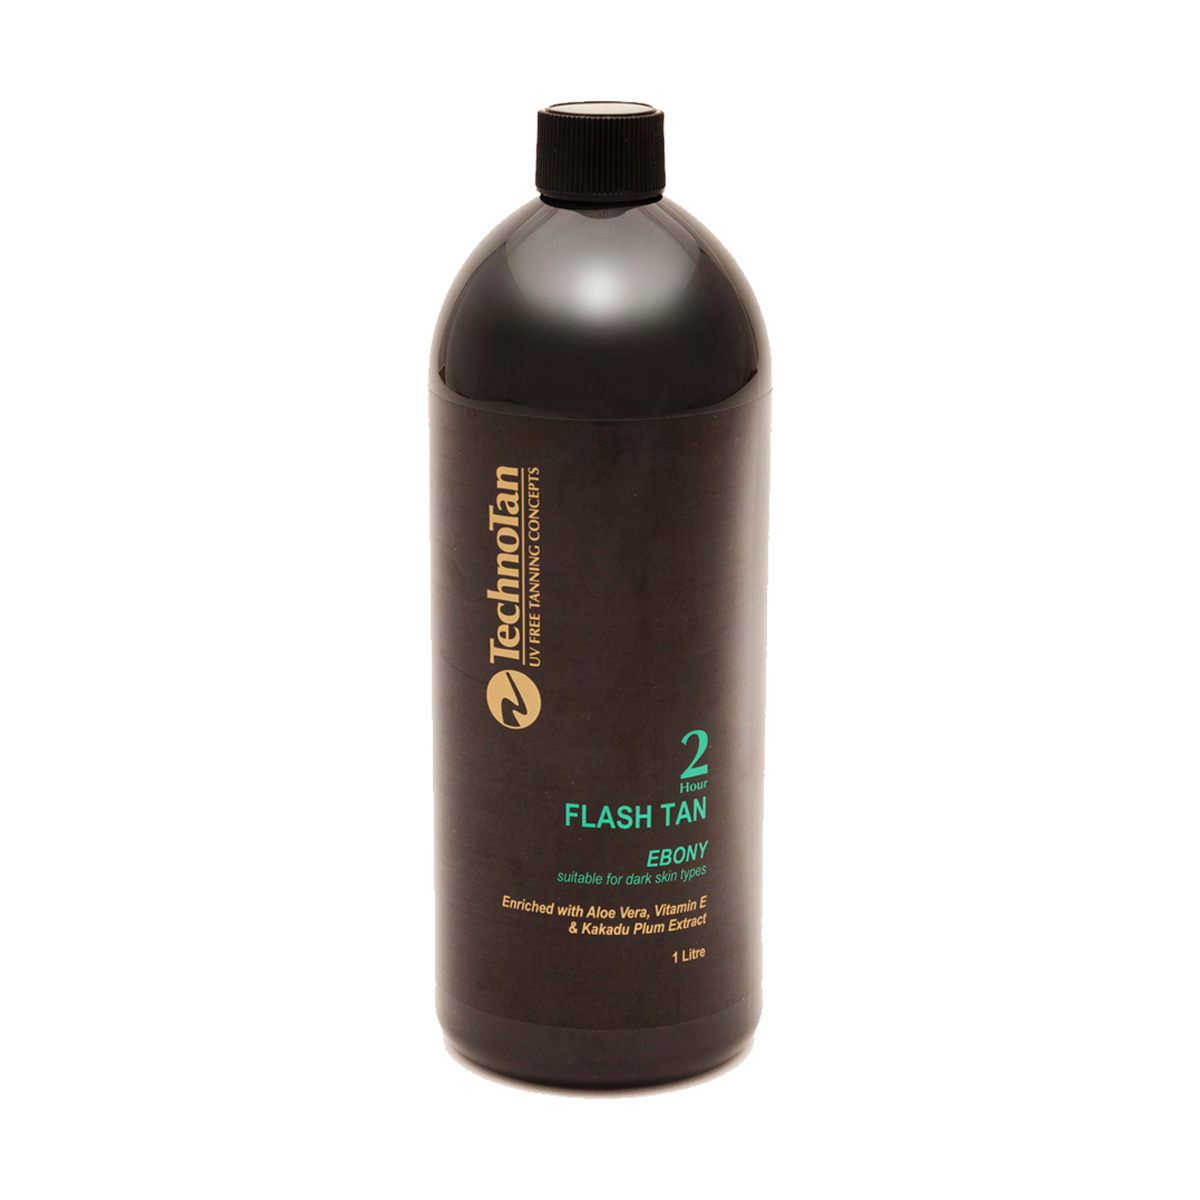 TechnoTan
UV FREE TANNING CONCEPTS
2
Hour
FLASH TAN
EBONY
suitable for dark skin types
Enriched with Aloe Vera, Vitamin E
& Kakadu Plum Extract
1 Litre